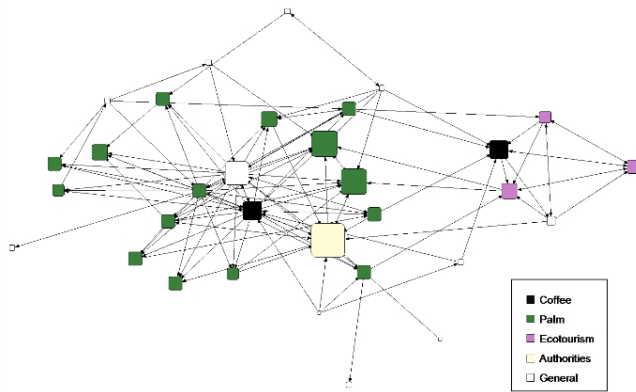 Coffee
Palm
Ecotourism
Authorities
General